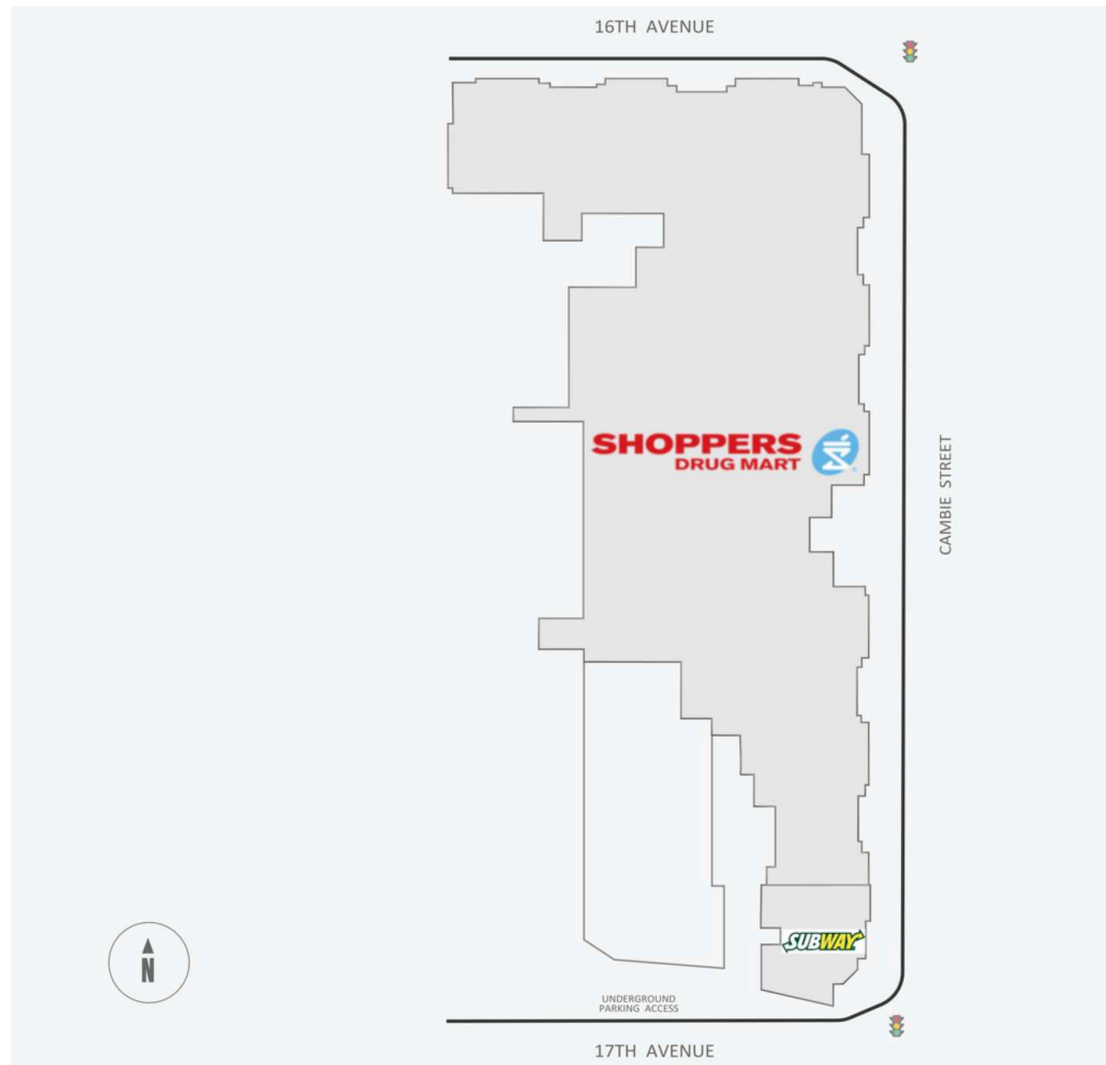 16TH AVENUE
SHOPPERS
DRUG MART
CAMBIE STREET
SUBWAY
N
UNDERGROUND
PARKING ACCESS
17TH AVENUE